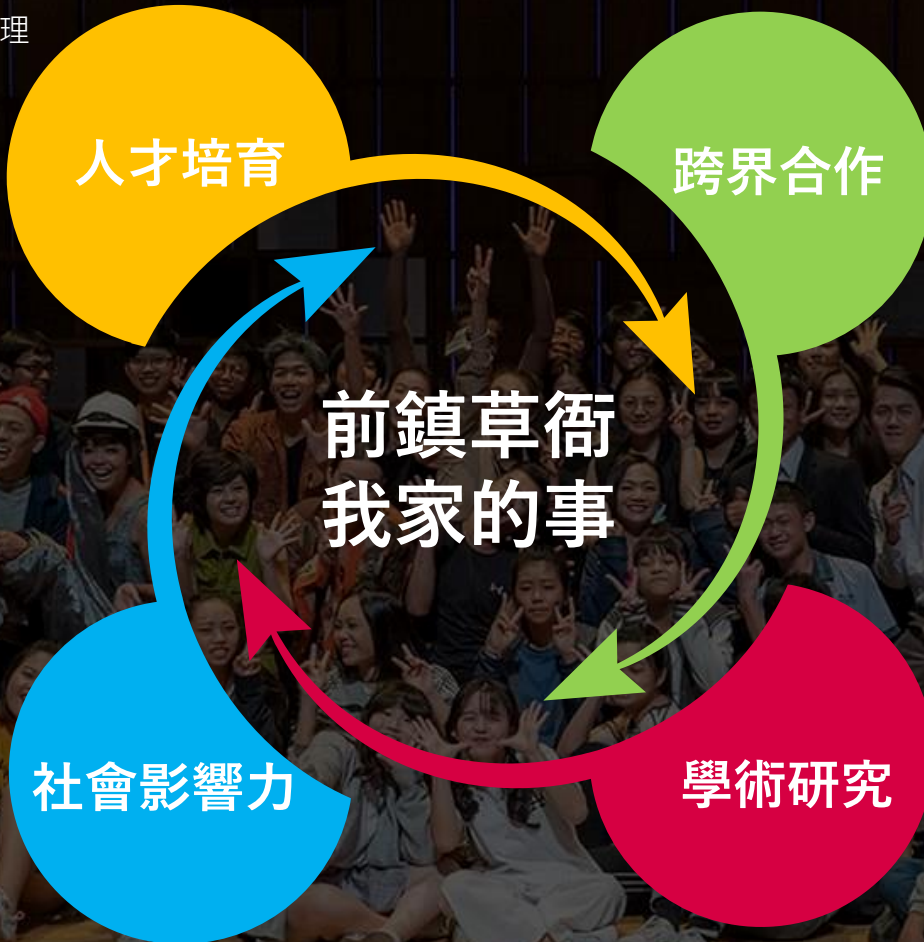 理
人才培育
跨界合作
前鎮草衙
我家的事
社會影響力
學術研究